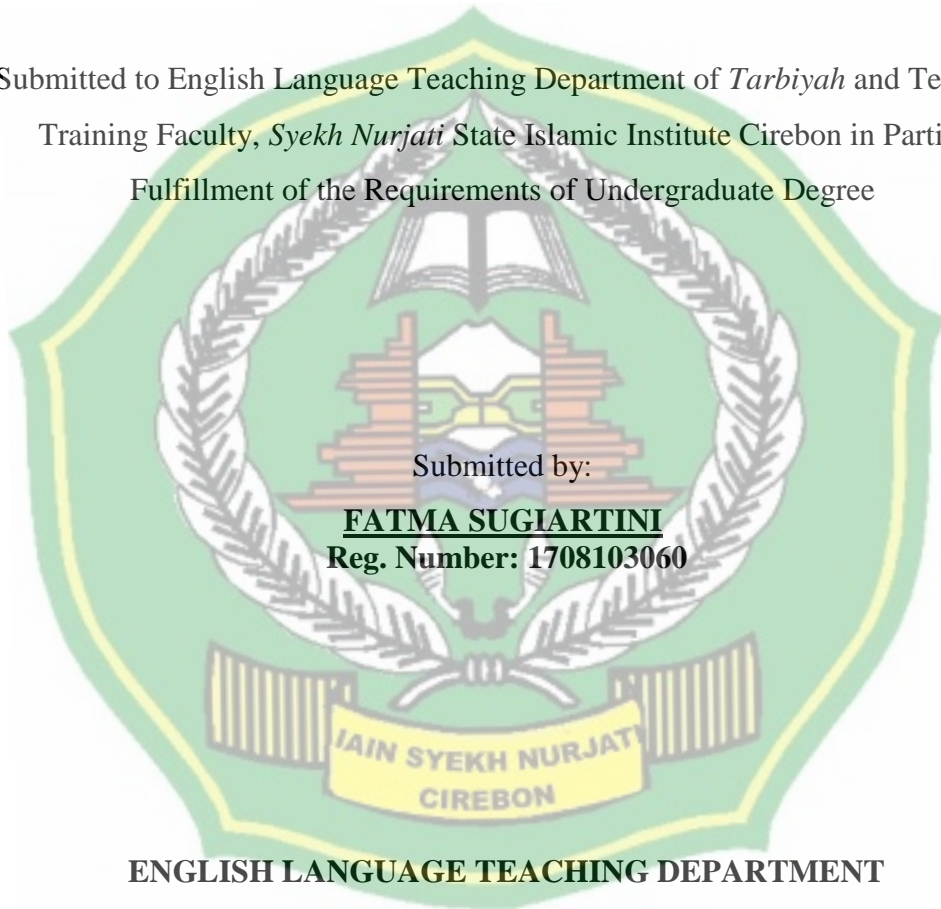 Submitted to English Language Teaching Department of Tarbiyah and Te
Training Faculty, Syekh Nurjati State Islamic Institute Cirebon in Parti
Fulfillment of the Requirements of Undergraduate Degree
Submitted by:
FATMA SUGIARTINI
Reg. Number: 1708103060
IAIN SYEKH NURJATI
CIREBON
ENGLISH LANGUAGE TEACHING DEPARTMENT